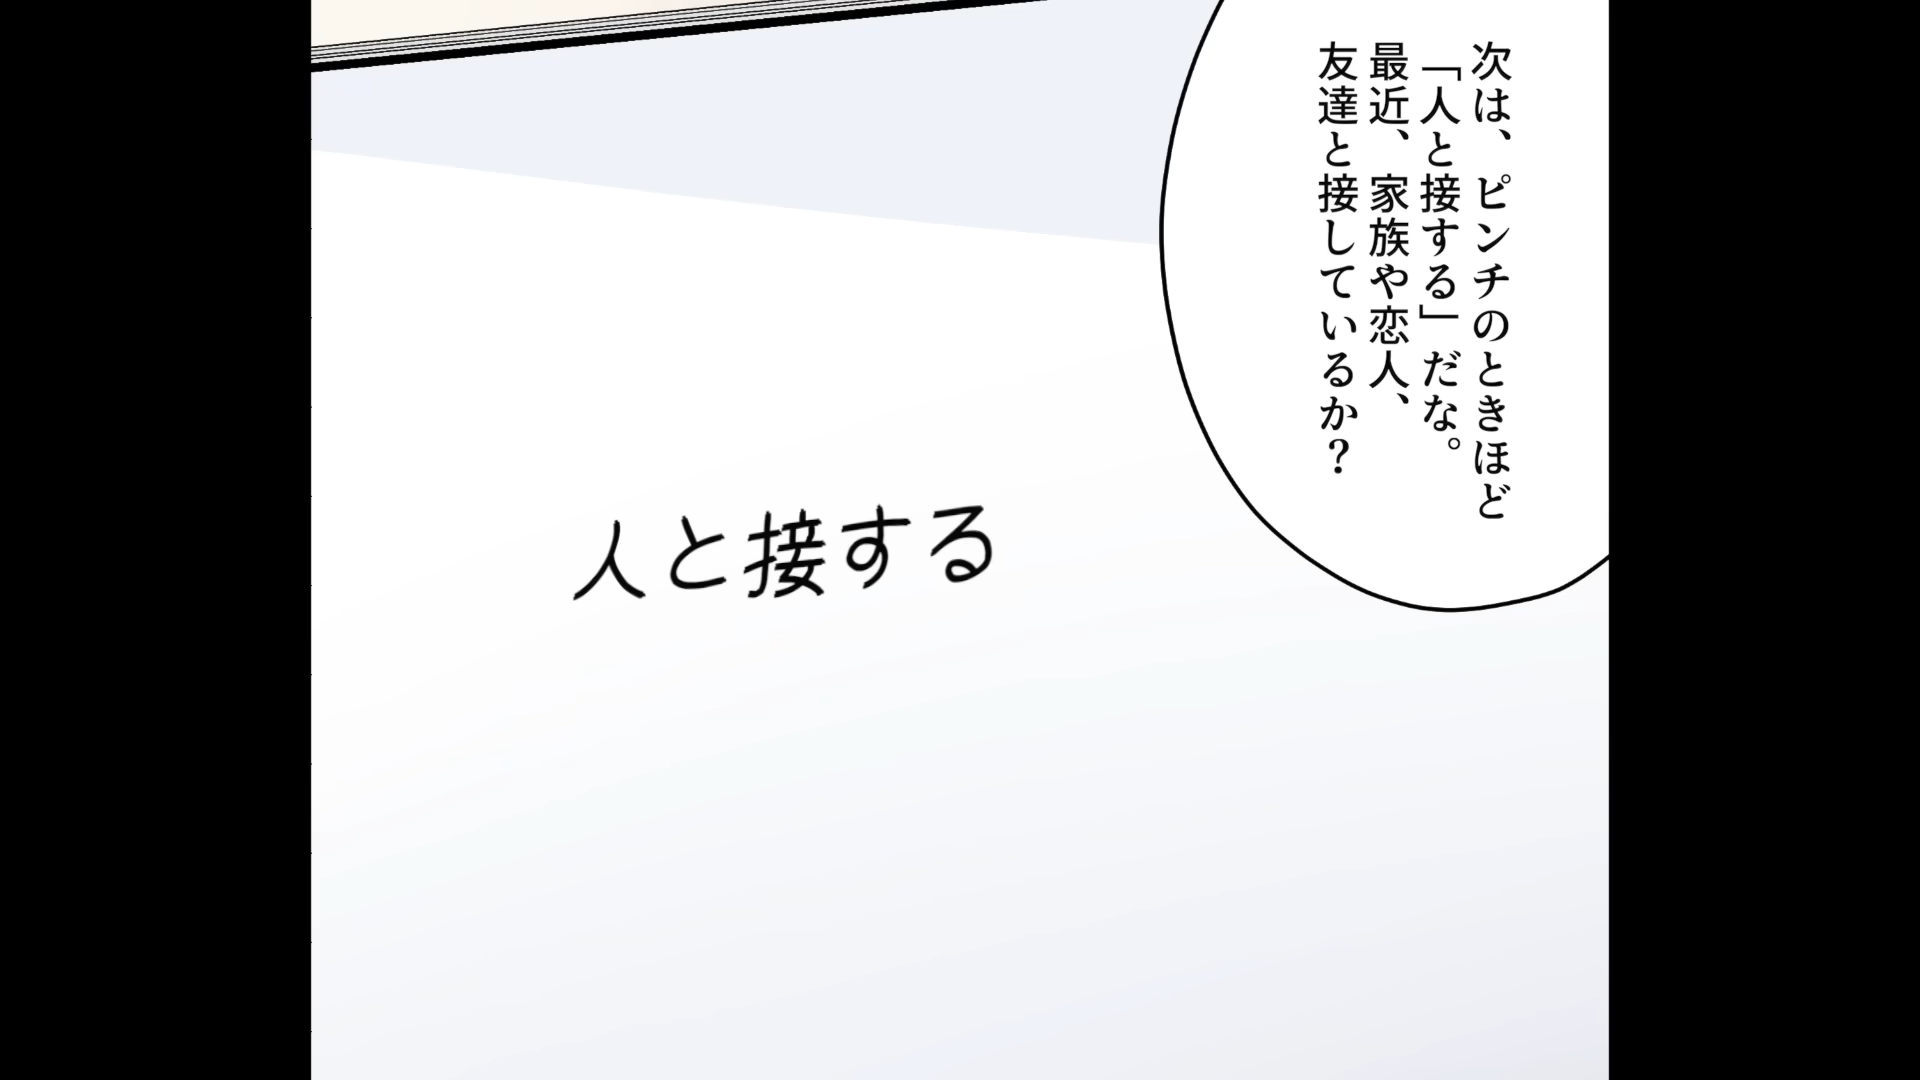 次は、ピンチのときほど
「人と接する」だな。
最近、家族や恋人、
友達と接しているか？
人と接する